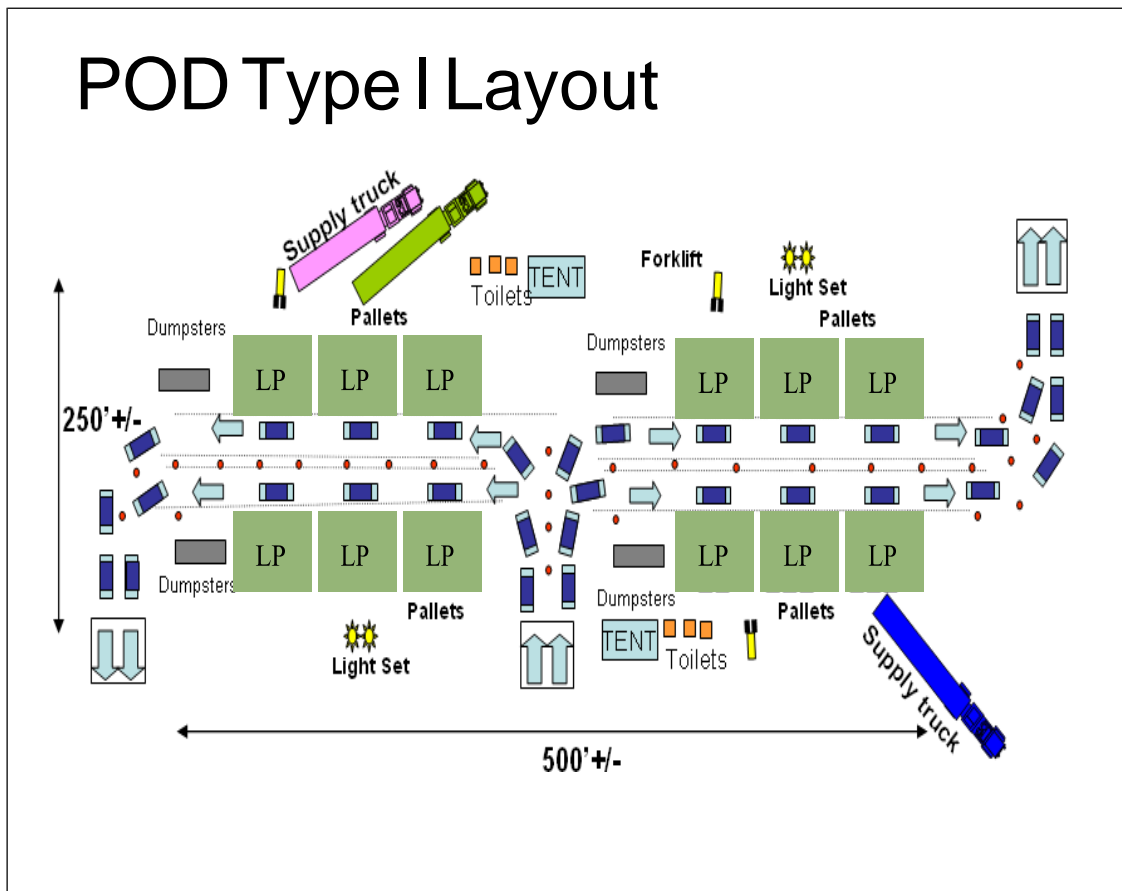 POD Type I Layout
Supply truck
Forklift
TENT
Toilets
Light Set
Pallets
Pallets
Dumpsters
Dumpsters
LP LP LP LP LP LP
250'+/-
LP LP LP LP LP LP
Dumpsters
Dumpsters
Pallets
Pallets
TENT
Toilets
Light Set
Supply truck
500'+/-